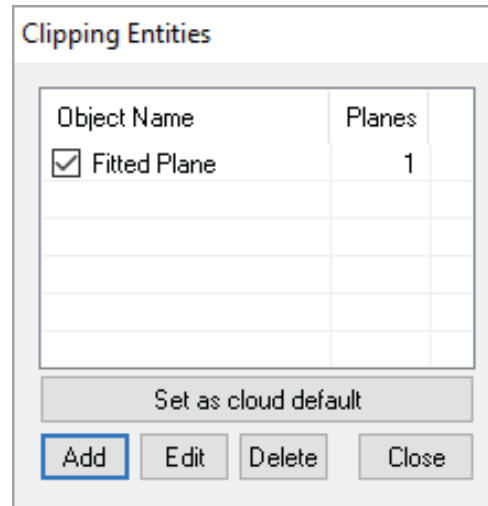 Clipping Entities
Object Name Planes
Fitted Plane 1
Set as cloud default
Add Edit Delete Close